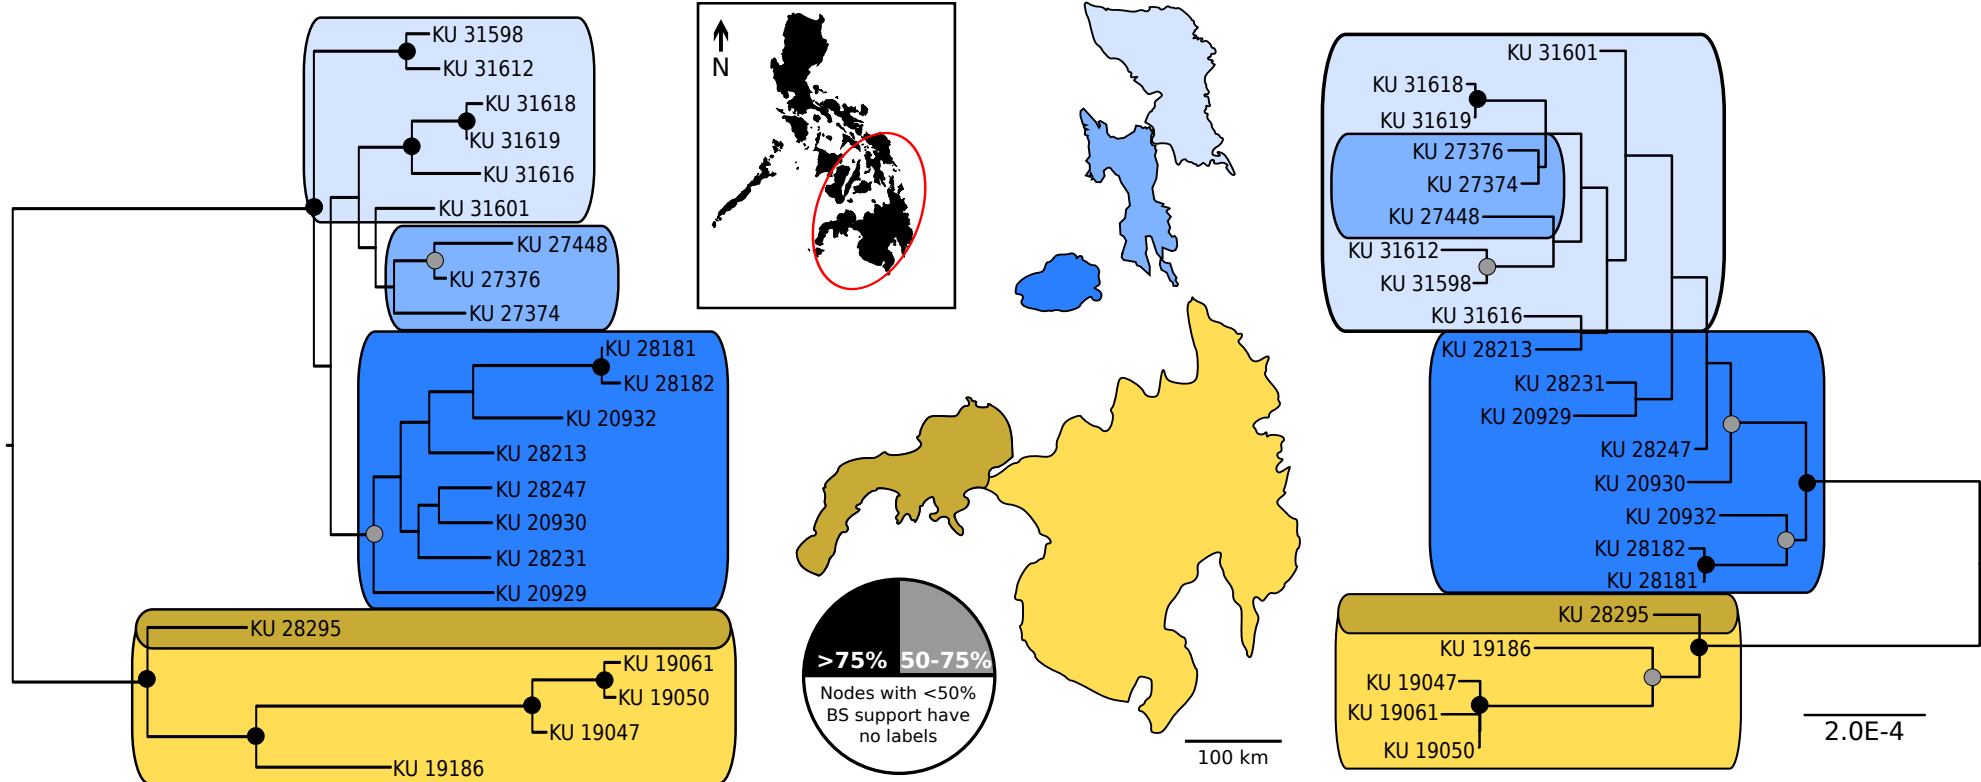 KU 31598
KU 31612
KU 31618
KU 31619
KU 31616
KU 31601
KU 27448
KU 27376
KU 27374
KU 28181
KU 28182
KU 20932
KU 28213
KU 28247
KU 20930
KU 28231
KU 20929
KU 28295
KU 19061
KU 19050
KU 19047
KU 19186
N
>75%
50-75%
Nodes with <50%
BS support have
no labels
100 km
KU 31601
KU 31618
KU 31619
KU 27376
KU 27374
KU 27448
KU 31612
KU 31598
KU 31616
KU 28213
KU 28231
KU 20929
KU 28247
KU 20930
KU 20932
KU 28182
KU 28181
KU 28295
KU 19186
KU 19047
KU 19061
KU 19050
2.0E-4